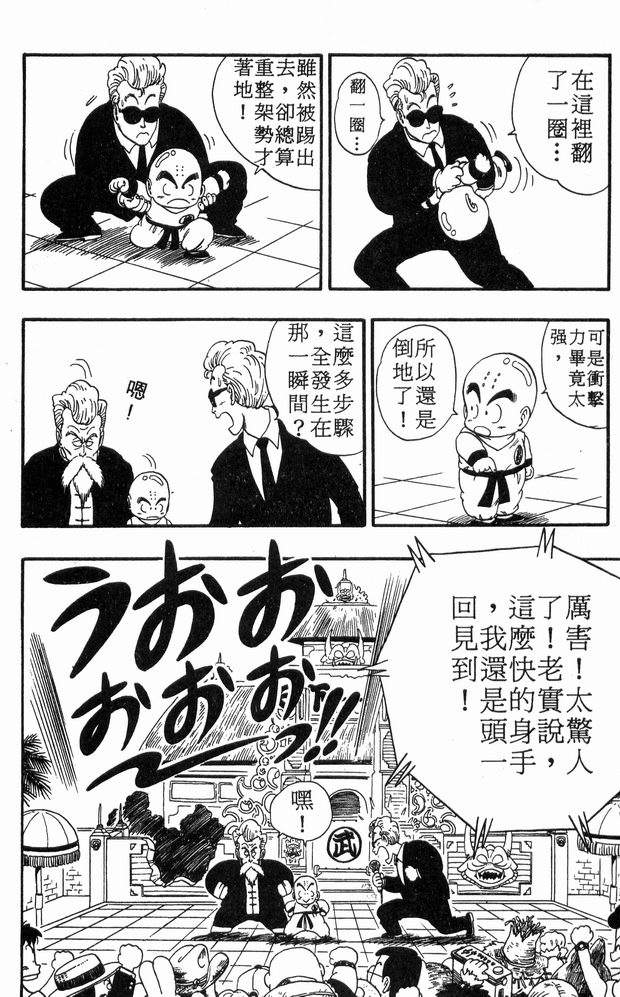 在這裡翻
了一圈…
翻一圈…
雖然被踢出
去，卻總算
重整架勢才
著地！
可是衝擊
力畢竟太
强，
所以還是
倒地了！
這麼多步驟
，全發生在
那一瞬間？
嗯！
厲害！太驚人
了！老實說，
這麼快的身手
，我還是頭一
回見到！
うおおお
おおおおっ!!
嘿！
武